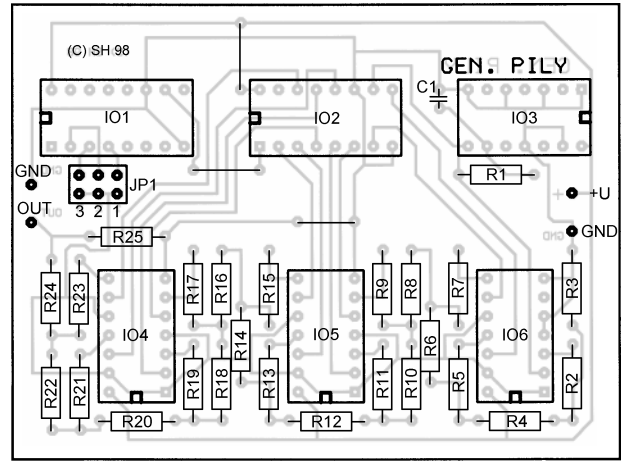 (C) SH 98
GEN. PILY
C1
IO1
IO2
IO3
GND
JP1
R1
+U
OUT
3 2 1
GND
R25
R24
R23
R17
R16
R15
R9
R8
R7
R3
IO4
R14
IO5
R6
IO6
R22
R21
R19
R18
R13
R11
R10
R5
R2
R20
R12
R4